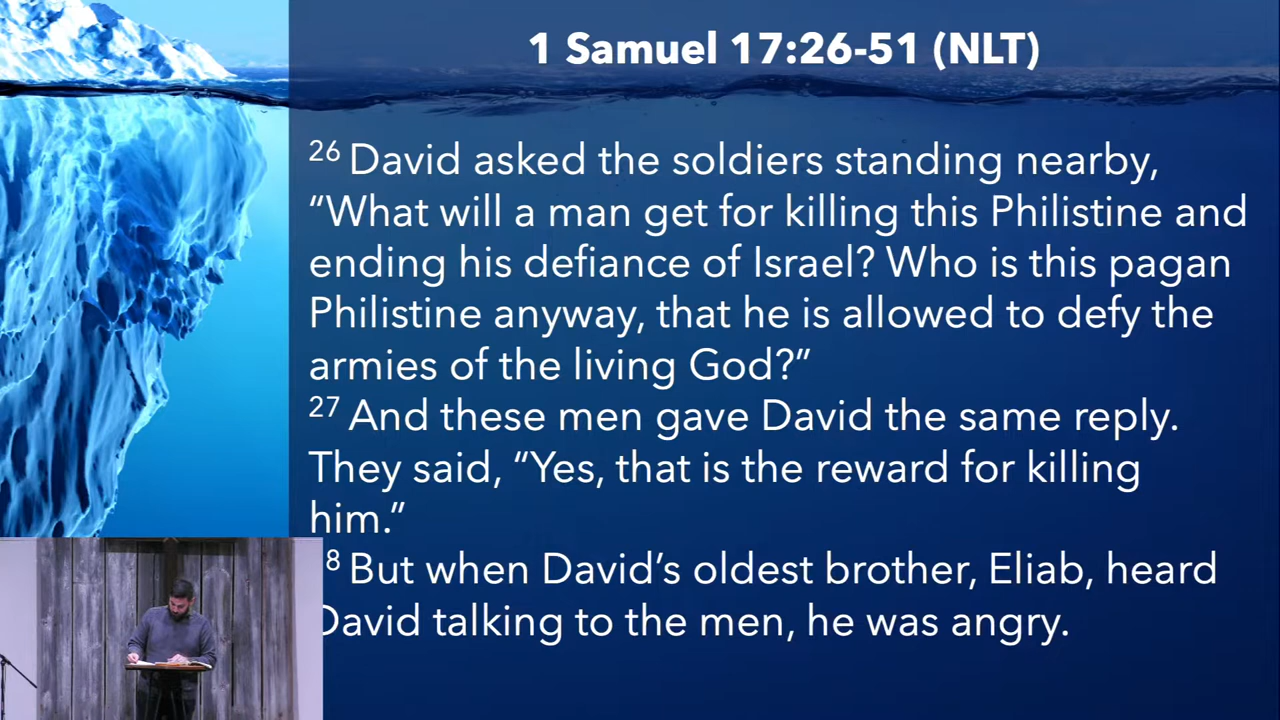 1 Samuel 17:26-51 (NLT)
26 David asked the soldiers standing nearby,
“What will a man get for killing this Philistine and
ending his defiance of Israel? Who is this pagan
Philistine anyway, that he is allowed to defy the
armies of the living God?”
27 And these men gave David the same reply.
They said, “Yes, that is the reward for killing
him.”
8 But when David’s oldest brother, Eliab, heard
David talking to the men, he was angry.